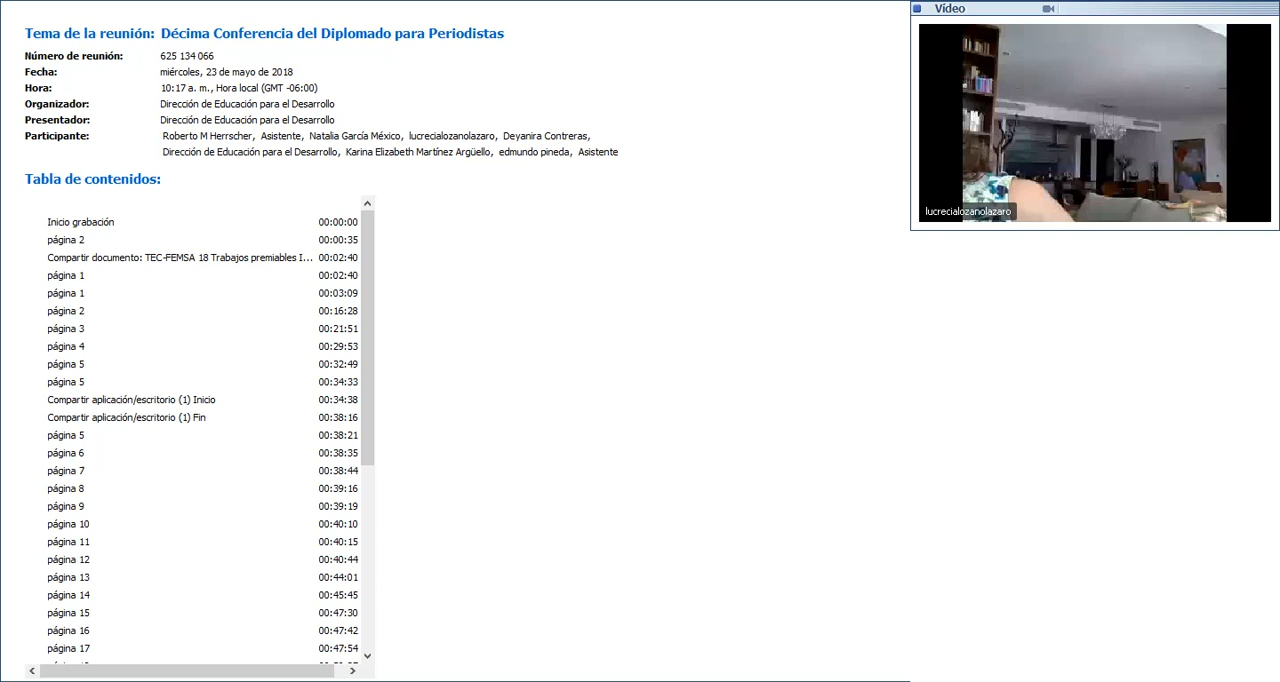 Tema de la reunión: Décima Conferencia del Diplomado para Periodistas
Número de reunión: 625 134 066
Fecha: miércoles, 23 de mayo de 2018
Hora: 10:17 a. m., Hora local (GMT -06:00)
Organizador: Dirección de Educación para el Desarrollo
Presentador: Dirección de Educación para el Desarrollo
Participante: Roberto M Herrscher, Asistente, Natalia García México, lucrecialozanolazaro, Deyanira Contreras,
Dirección de Educación para el Desarrollo, Karina Elizabeth Martínez Argüello, edmundo pineda, Asistente
Tabla de contenidos:
Inicio grabación 00:00:00
página 2 00:00:35
Compartir documento: TEC-FEMSA 18 Trabajos premiables I... 00:02:40
página 1 00:02:40
página 1 00:03:09
página 2 00:16:28
página 3 00:21:51
página 4 00:29:53
página 5 00:32:49
página 5 00:34:33
Compartir aplicación/escritorio (1) Inicio 00:34:38
Compartir aplicación/escritorio (1) Fin 00:38:16
página 5 00:38:21
página 6 00:38:35
página 7 00:38:44
página 8 00:39:16
página 9 00:39:19
página 10 00:40:10
página 11 00:40:15
página 12 00:40:44
página 13 00:44:01
página 14 00:45:45
página 15 00:47:30
página 16 00:47:42
página 17 00:47:54
Vídeo
lucrecialozanolazaro